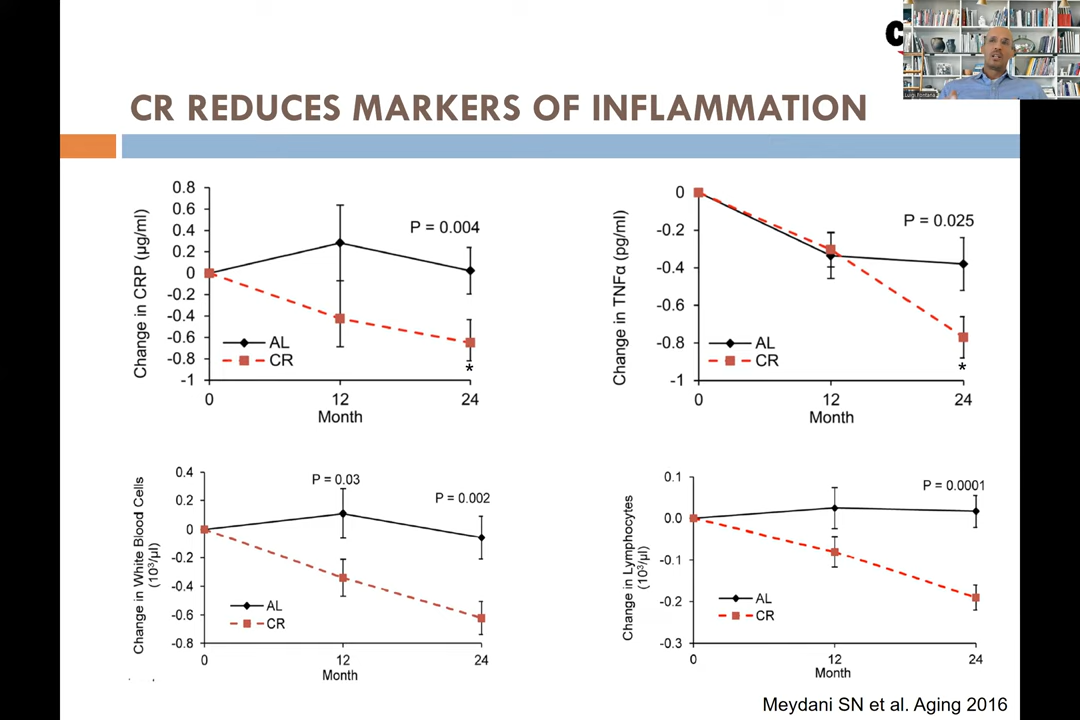 C
Luigi Fontana
CR REDUCES MARKERS OF INFLAMMATION
Change in CRP (µg/ml)
0.8
0.6
0.4
0.2
0
-0.2
-0.4
-0.6
-0.8
-1
P = 0.004
AL
CR
*
0
12
24
Month
Change in TNFα (pg/ml)
0
-0.2
-0.4
-0.6
-0.8
-1
P = 0.025
AL
CR
*
0
12
24
Month
Change in White Blood Cells
(10³/µl)
0.4
0.2
0
-0.2
-0.4
-0.6
-0.8
P = 0.03
P = 0.002
AL
CR
0
12
24
Month
Change in Lymphocytes
(10³/µl)
0.1
0.0
-0.1
-0.2
-0.3
P = 0.0001
AL
CR
0
12
24
Month
Meydani SN et al. Aging 2016